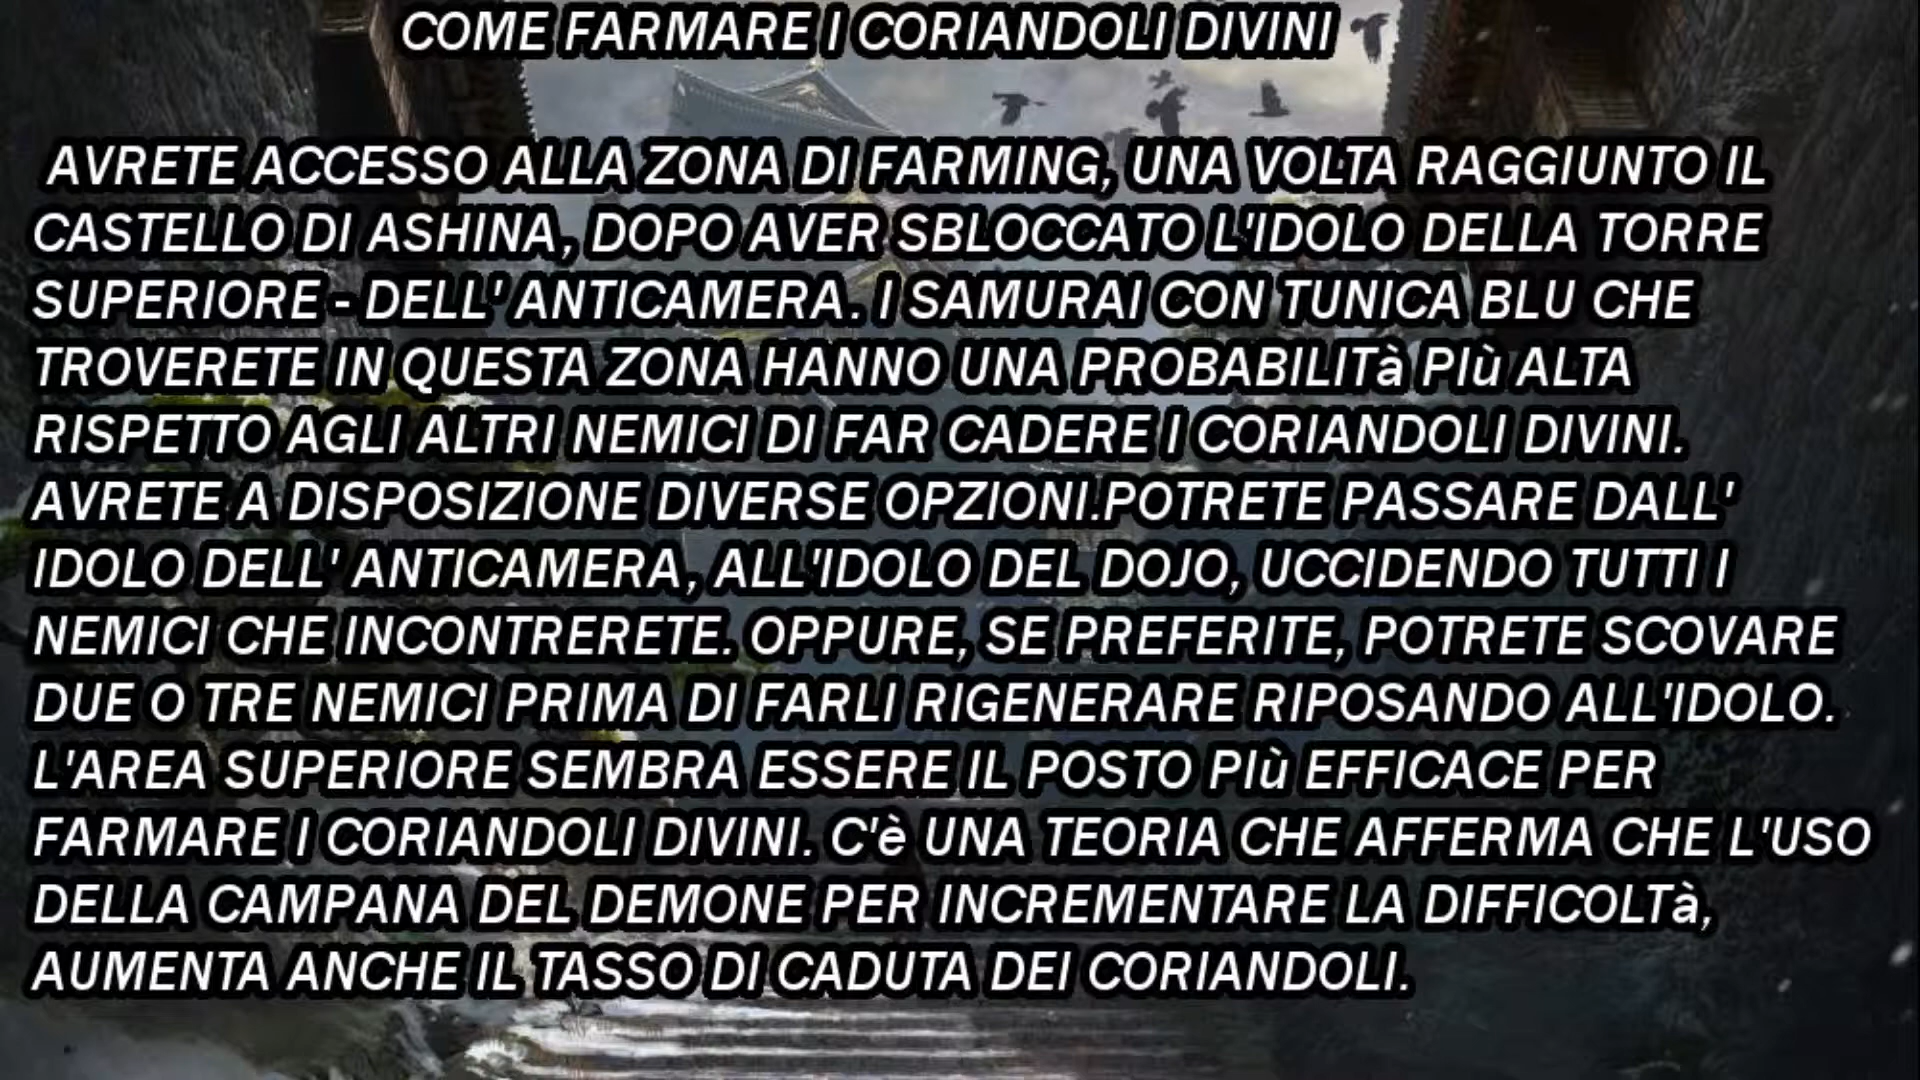 COME FARMARE I CORIANDOLI DIVINI
AVRETE ACCESSO ALLA ZONA DI FARMING, UNA VOLTA RAGGIUNTO IL
CASTELLO DI ASHINA, DOPO AVER SBLOCCATO L'IDOLO DELLA TORRE
SUPERIORE - DELL' ANTICAMERA. I SAMURAI CON TUNICA BLU CHE
TROVERETE IN QUESTA ZONA HANNO UNA PROBABILITà PIù ALTA
RISPETTO AGLI ALTRI NEMICI DI FAR CADERE I CORIANDOLI DIVINI.
AVRETE A DISPOSIZIONE DIVERSE OPZIONI.POTRETE PASSARE DALL'
IDOLO DELL' ANTICAMERA, ALL'IDOLO DEL DOJO, UCCIDENDO TUTTI I
NEMICI CHE INCONTRERETE. OPPURE, SE PREFERITE, POTRETE SCOVARE
DUE O TRE NEMICI PRIMA DI FARLI RIGENERARE RIPOSANDO ALL'IDOLO.
L'AREA SUPERIORE SEMBRA ESSERE IL POSTO PIù EFFICACE PER
FARMARE I CORIANDOLI DIVINI. C'è UNA TEORIA CHE AFFERMA CHE L'USO
DELLA CAMPANA DEL DEMONE PER INCREMENTARE LA DIFFICOLTà,
AUMENTA ANCHE IL TASSO DI CADUTA DEI CORIANDOLI.